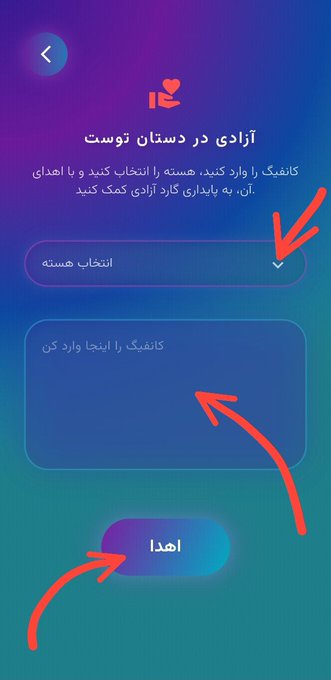 آزادی در دستان توست
کانفیگ را وارد کنید، هسته را انتخاب کنید و با اهدای
آن، به پایداری گارد آزادی کمک کنید.
انتخاب هسته
کانفیگ را اینجا وارد کن
اهدا